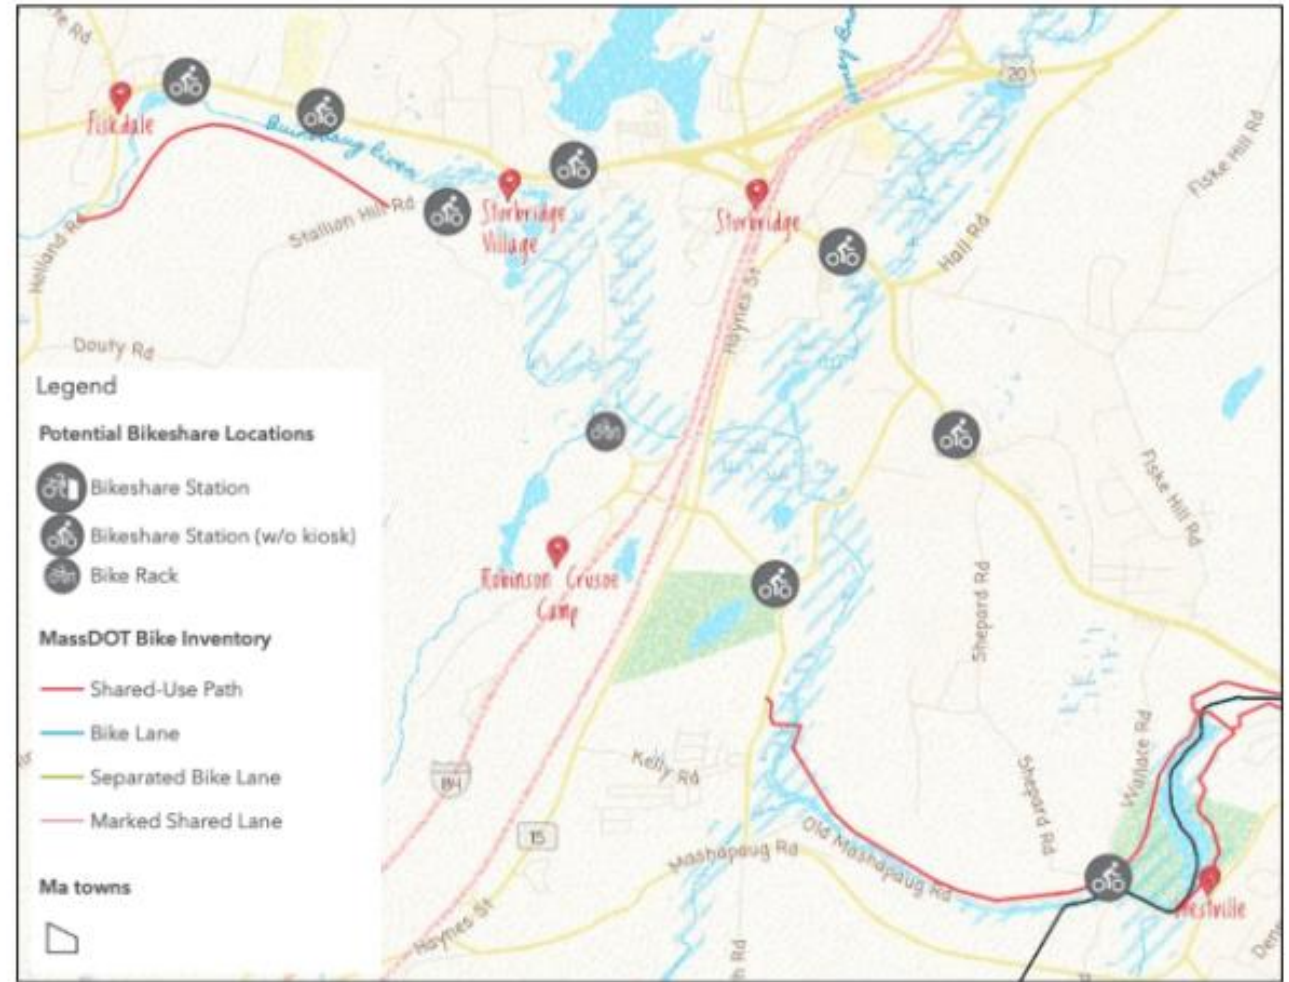 Rd
Fiskdale
Quinebaug River
Sturbridge
Village
Sturbridge
20
Fiske Hill Rd
Hall Rd
Stallion Hill Rd
Holland Rd
Haynes St
Douty Rd
Legend
Potential Bikeshare Locations
Bikeshare Station
Bikeshare Station (w/o kiosk)
Bike Rack
MassDOT Bike Inventory
Shared-Use Path
Bike Lane
Separated Bike Lane
Marked Shared Lane
Ma towns
Robinson Crusoe
Camp
Fiske Hill Rd
Shepard Rd
Wallace Rd
Shepard Rd
Kelly Rd
84
15
Mashapaug Rd
Old Mashapaug Rd
Westville
Haynes St
h Rd